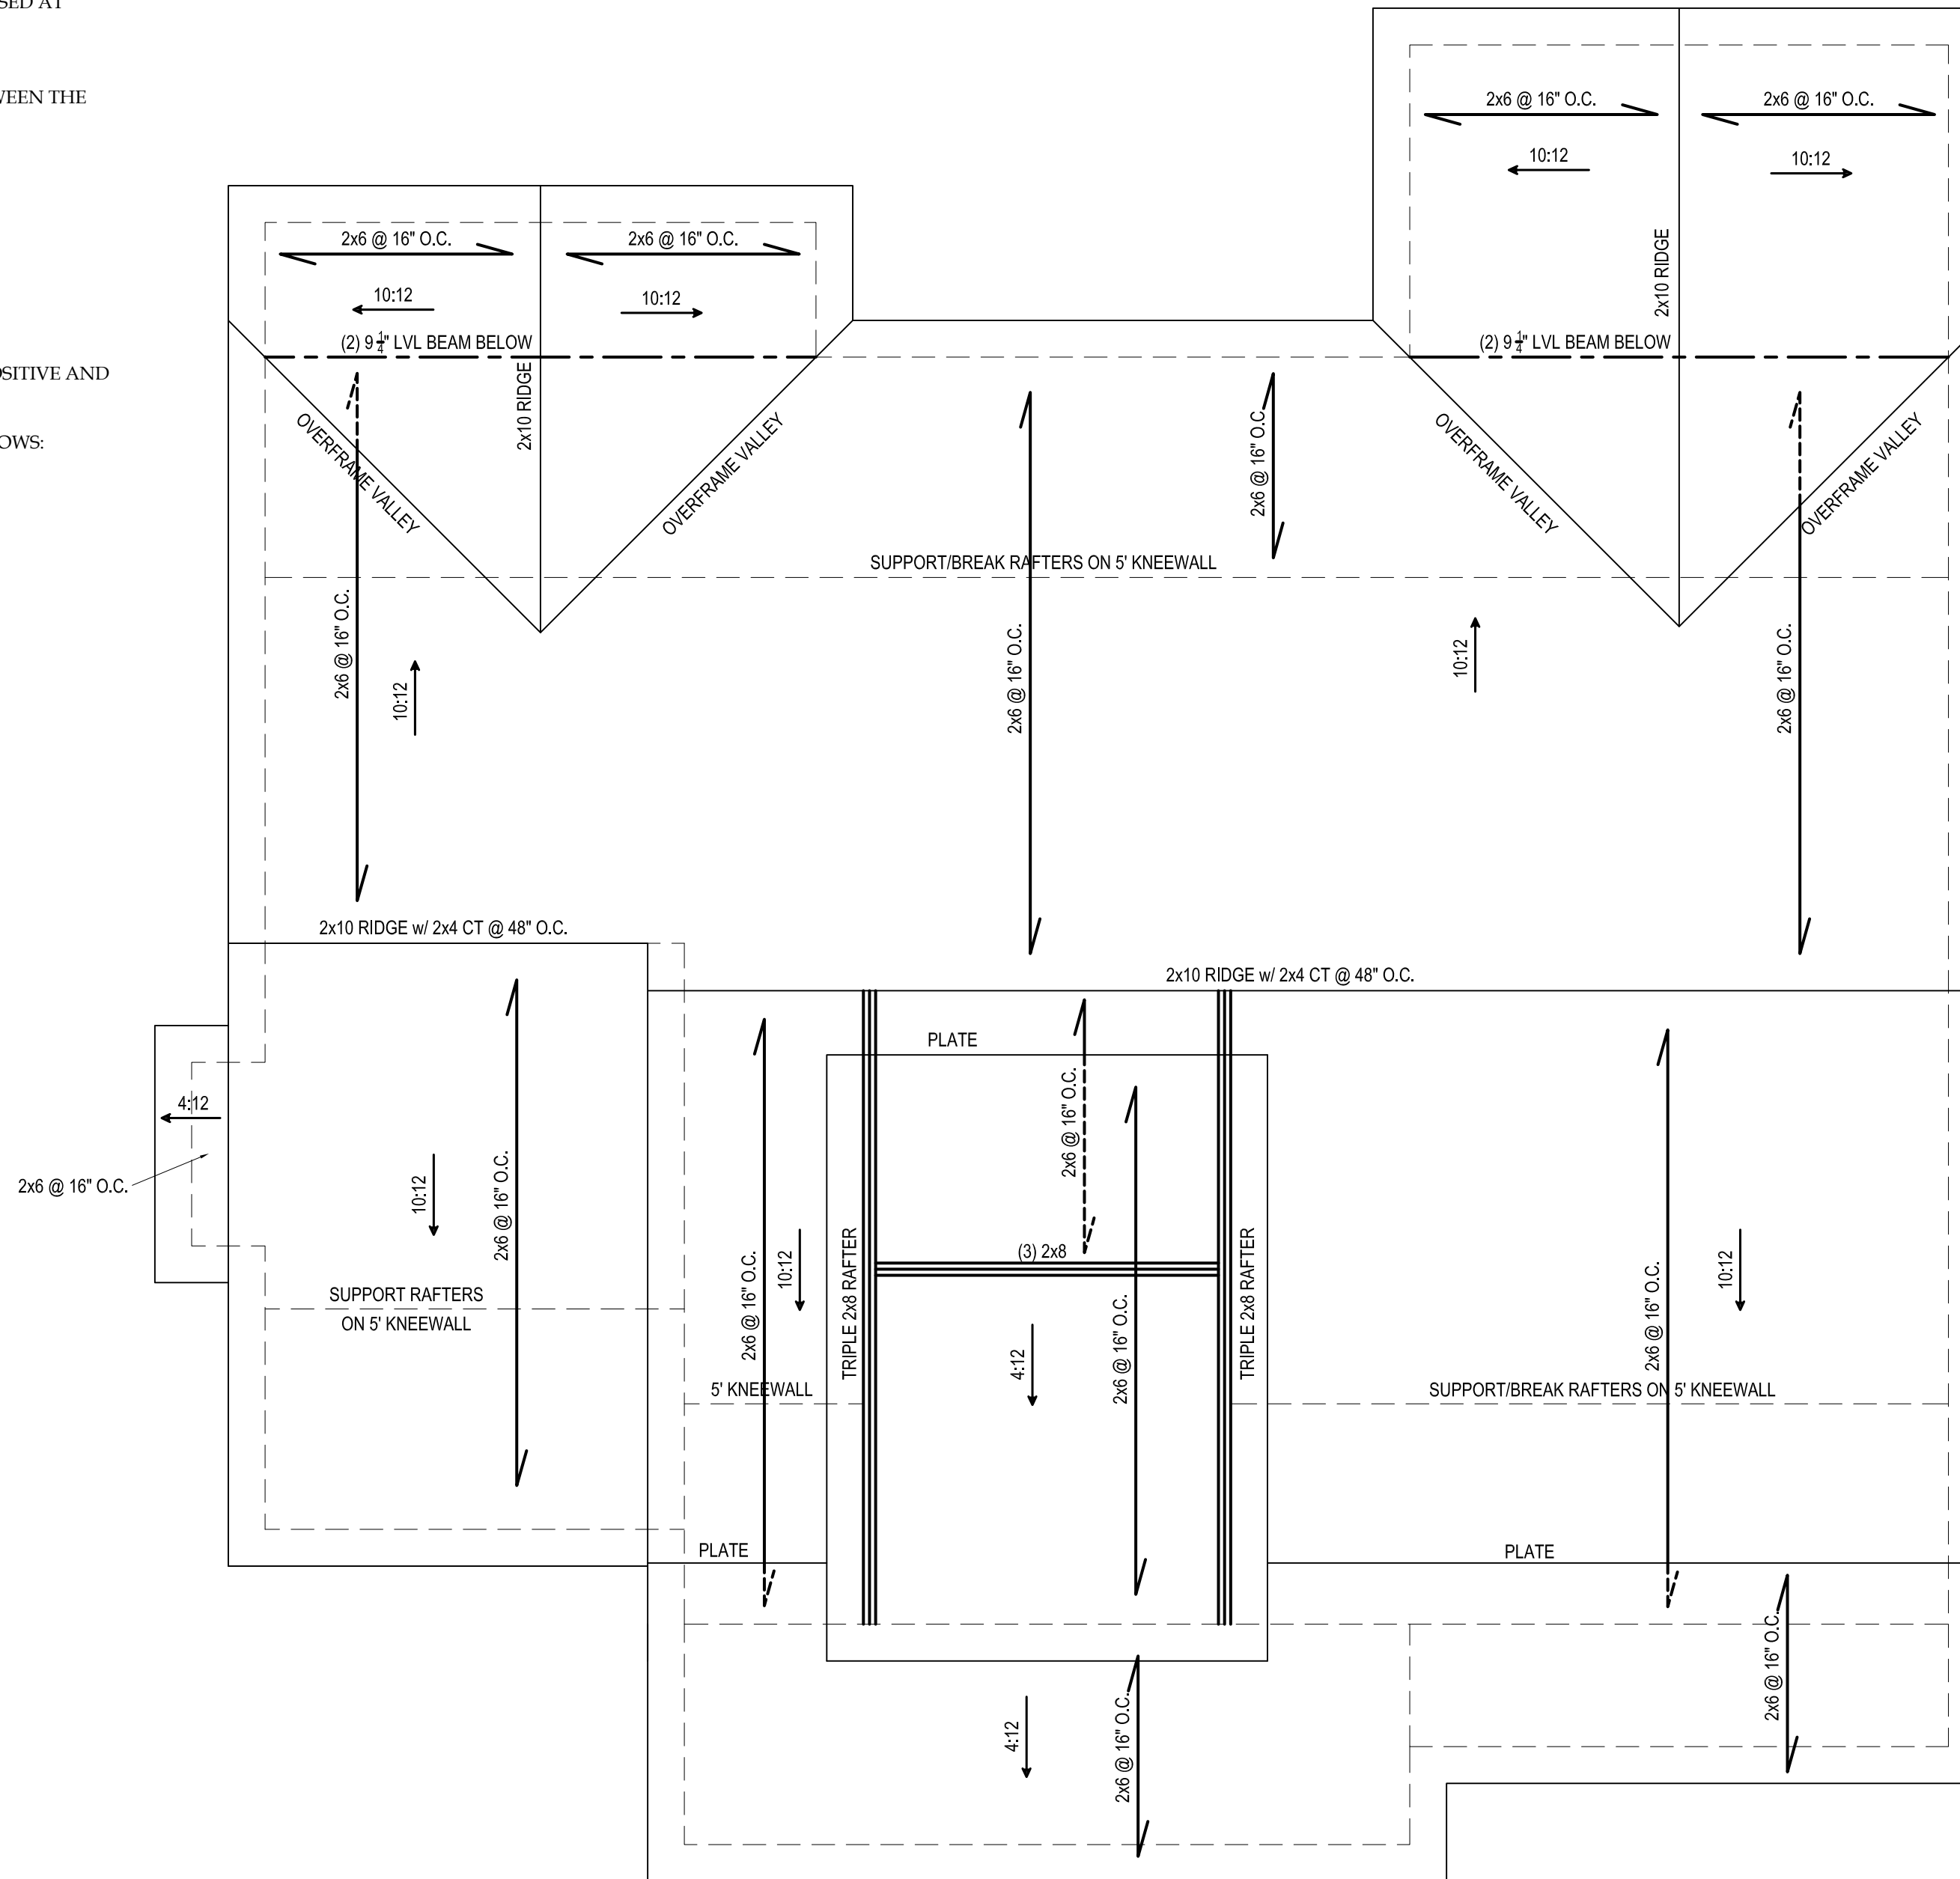 SED AT
WEEN THE
OSITIVE AND
OWS:
2x6 @ 16" O.C.
2x6 @ 16" O.C.
10:12
10:12
2x10 RIDGE
2x6 @ 16" O.C.
2x6 @ 16" O.C.
10:12
10:12
(2) 9 1/4" LVL BEAM BELOW
(2) 9 1/4" LVL BEAM BELOW
2x10 RIDGE
OVERFRAME VALLEY
OVERFRAME VALLEY
2x6 @ 16" O.C.
OVERFRAME VALLEY
OVERFRAME VALLEY
SUPPORT/BREAK RAFTERS ON 5' KNEEWALL
2x6 @ 16" O.C.
10:12
2x6 @ 16" O.C.
10:12
2x6 @ 16" O.C.
2x10 RIDGE w/ 2x4 CT @ 48" O.C.
2x10 RIDGE w/ 2x4 CT @ 48" O.C.
PLATE
4:12
2x6 @ 16" O.C.
2x6 @ 16" O.C.
10:12
2x6 @ 16" O.C.
SUPPORT RAFTERS
ON 5' KNEEWALL
2x6 @ 16" O.C.
10:12
TRIPLE 2x8 RAFTER
(3) 2x8
4:12
2x6 @ 16" O.C.
TRIPLE 2x8 RAFTER
2x6 @ 16" O.C.
10:12
5' KNEEWALL
SUPPORT/BREAK RAFTERS ON 5' KNEEWALL
PLATE
PLATE
4:12
2x6 @ 16" O.C.
2x6 @ 16" O.C.